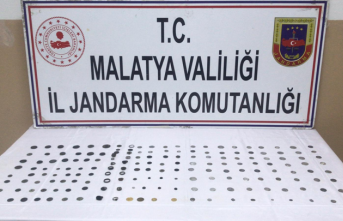 T.C.
MALATYA VALİLİĞİ
İL JANDARMA KOMUTANLIĞI